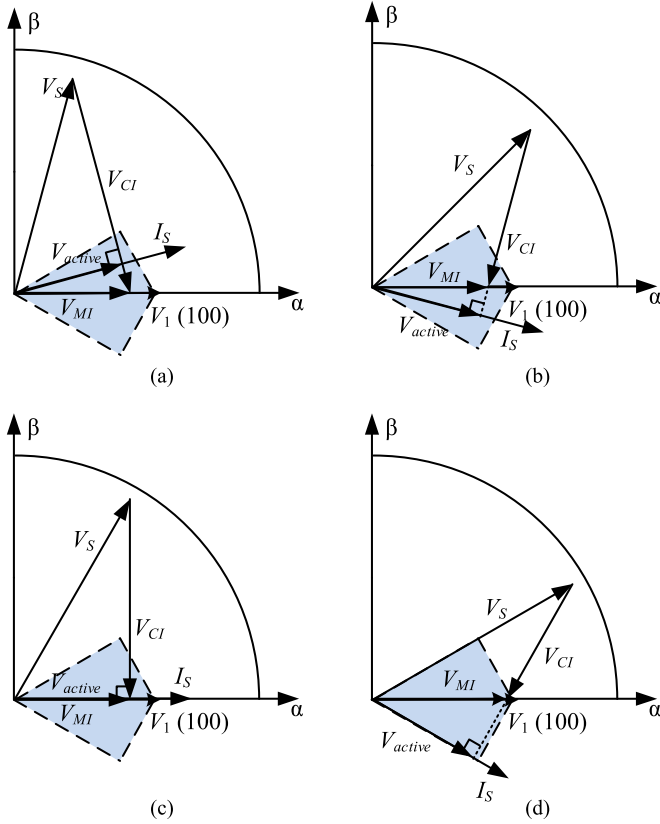 β
V_S
V_CI
V_active
I_S
V_MI
V_1 (100)
α
(a)
β
V_S
V_CI
V_MI
V_1 (100)
α
V_active
I_S
(b)
β
V_S
V_CI
V_active
I_S
V_MI
V_1 (100)
α
(c)
β
V_S
V_CI
V_MI
V_1 (100)
α
V_active
I_S
(d)